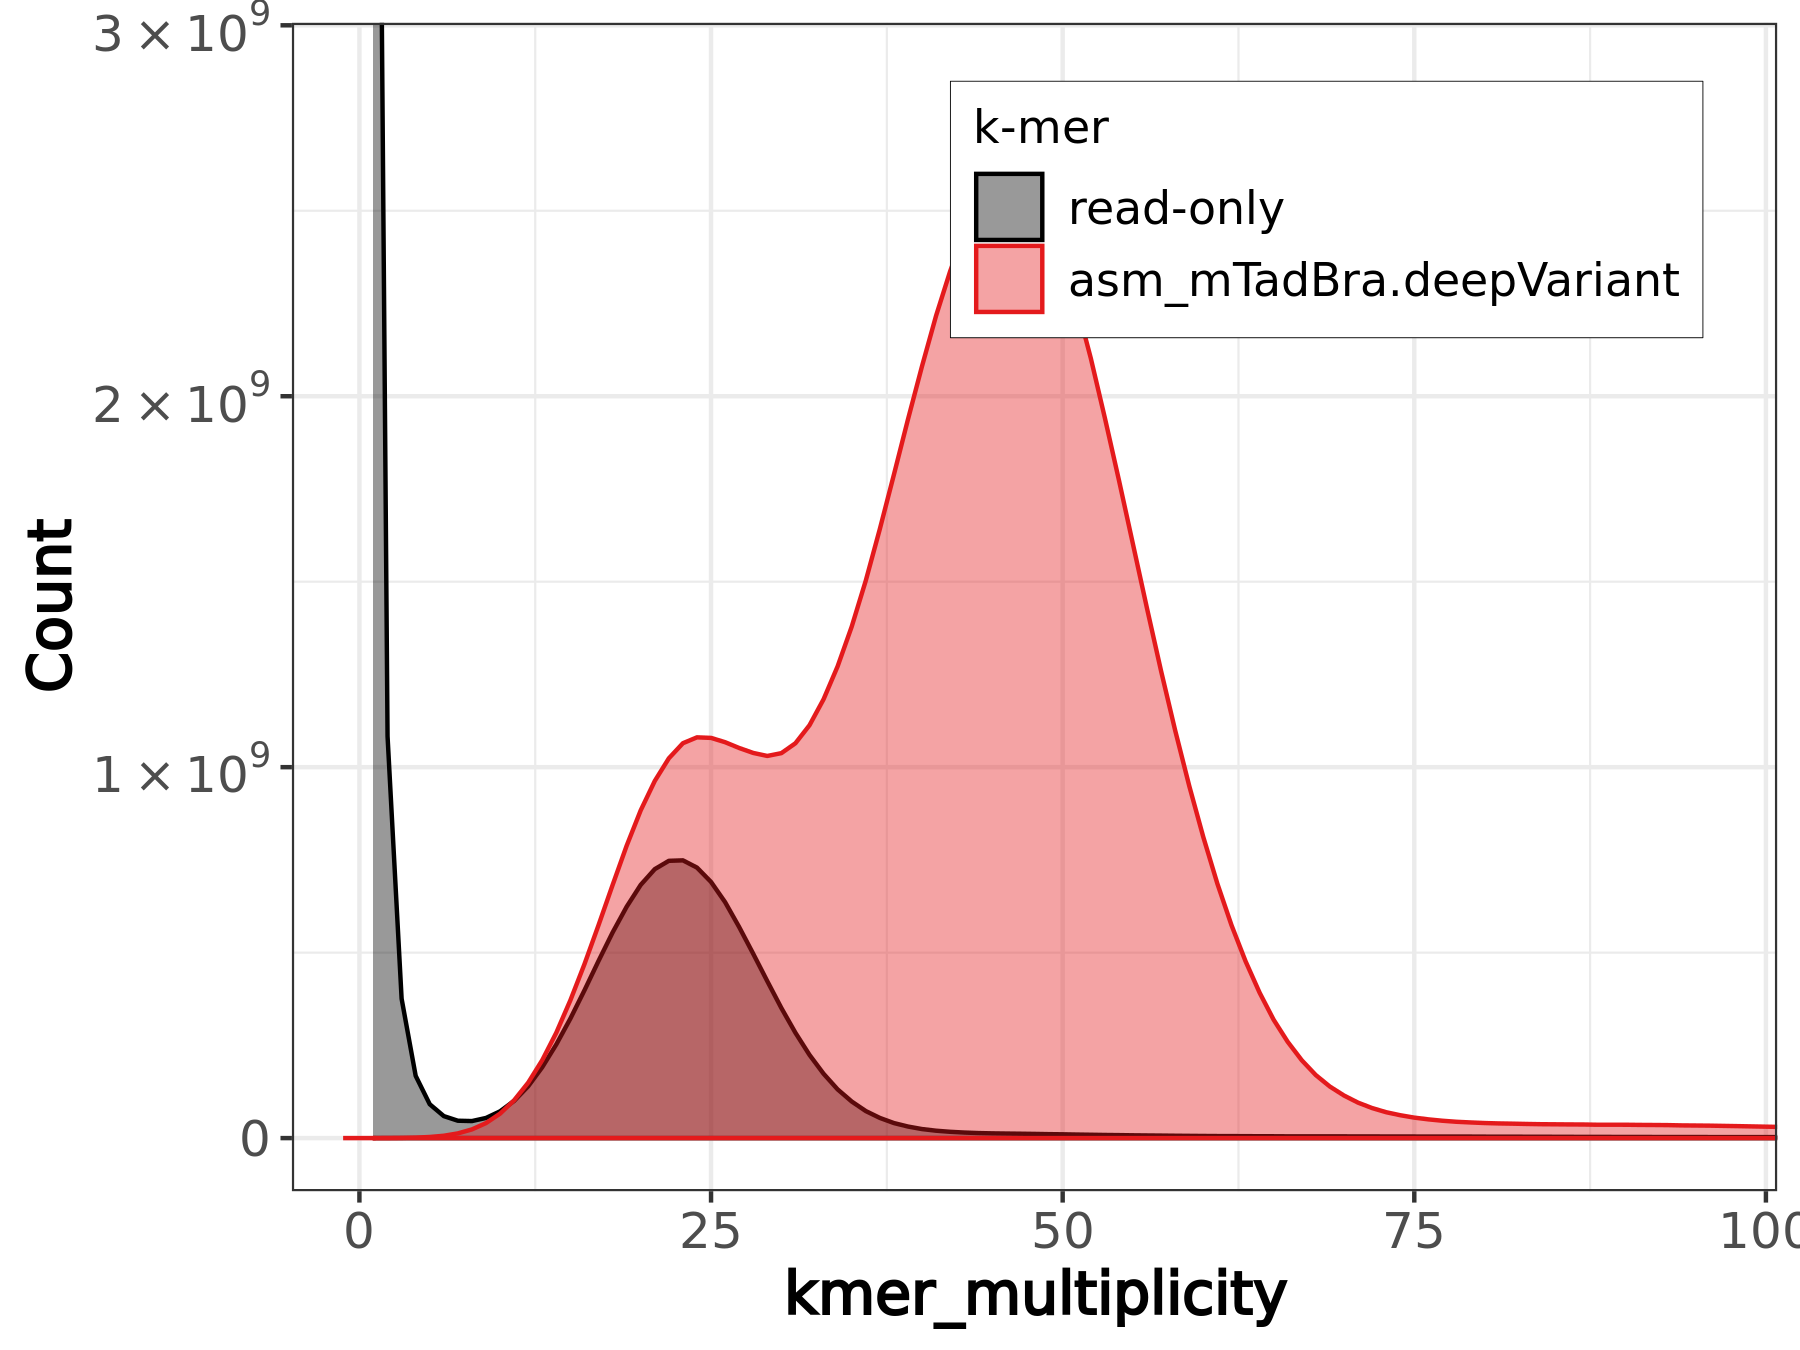 3 × 10⁹
2 × 10⁹
1 × 10⁹
0
Count
k-mer
read-only
asm_mTadBra.deepVariant
0 25 50 75 100
kmer_multiplicity